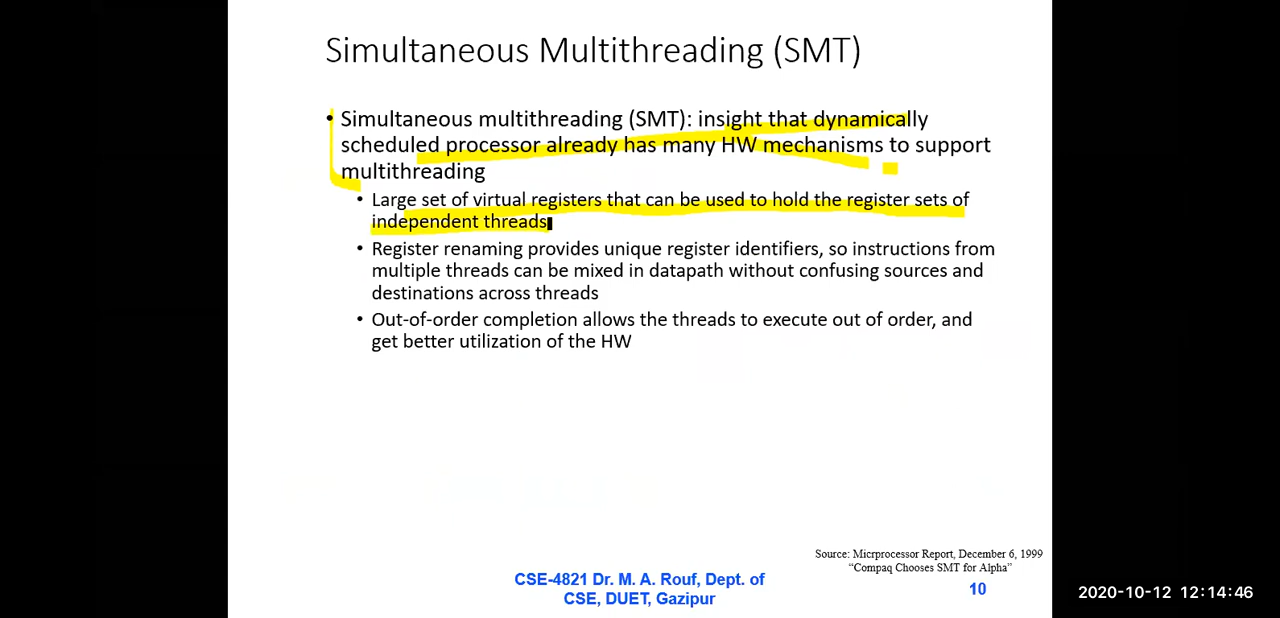 Simultaneous Multithreading (SMT)
• Simultaneous multithreading (SMT): insight that dynamically
scheduled processor already has many HW mechanisms to support
multithreading
• Large set of virtual registers that can be used to hold the register sets of
independent threads
• Register renaming provides unique register identifiers, so instructions from
multiple threads can be mixed in datapath without confusing sources and
destinations across threads
• Out-of-order completion allows the threads to execute out of order, and
get better utilization of the HW
Source: Micrprocessor Report, December 6, 1999
“Compaq Chooses SMT for Alpha”
CSE-4821 Dr. M. A. Rouf, Dept. of
CSE, DUET, Gazipur
10
2020-10-12 12:14:46